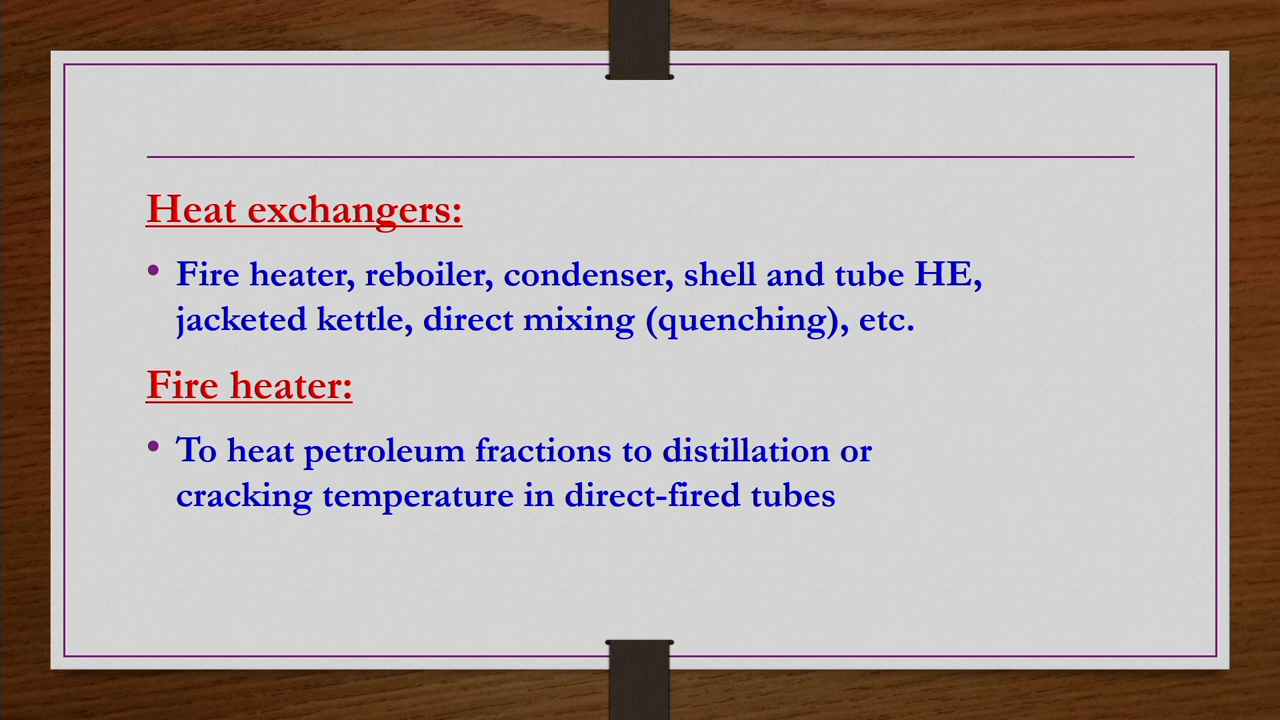 Heat exchangers:
• Fire heater, reboiler, condenser, shell and tube HE,
jacketed kettle, direct mixing (quenching), etc.
Fire heater:
• To heat petroleum fractions to distillation or
cracking temperature in direct-fired tubes